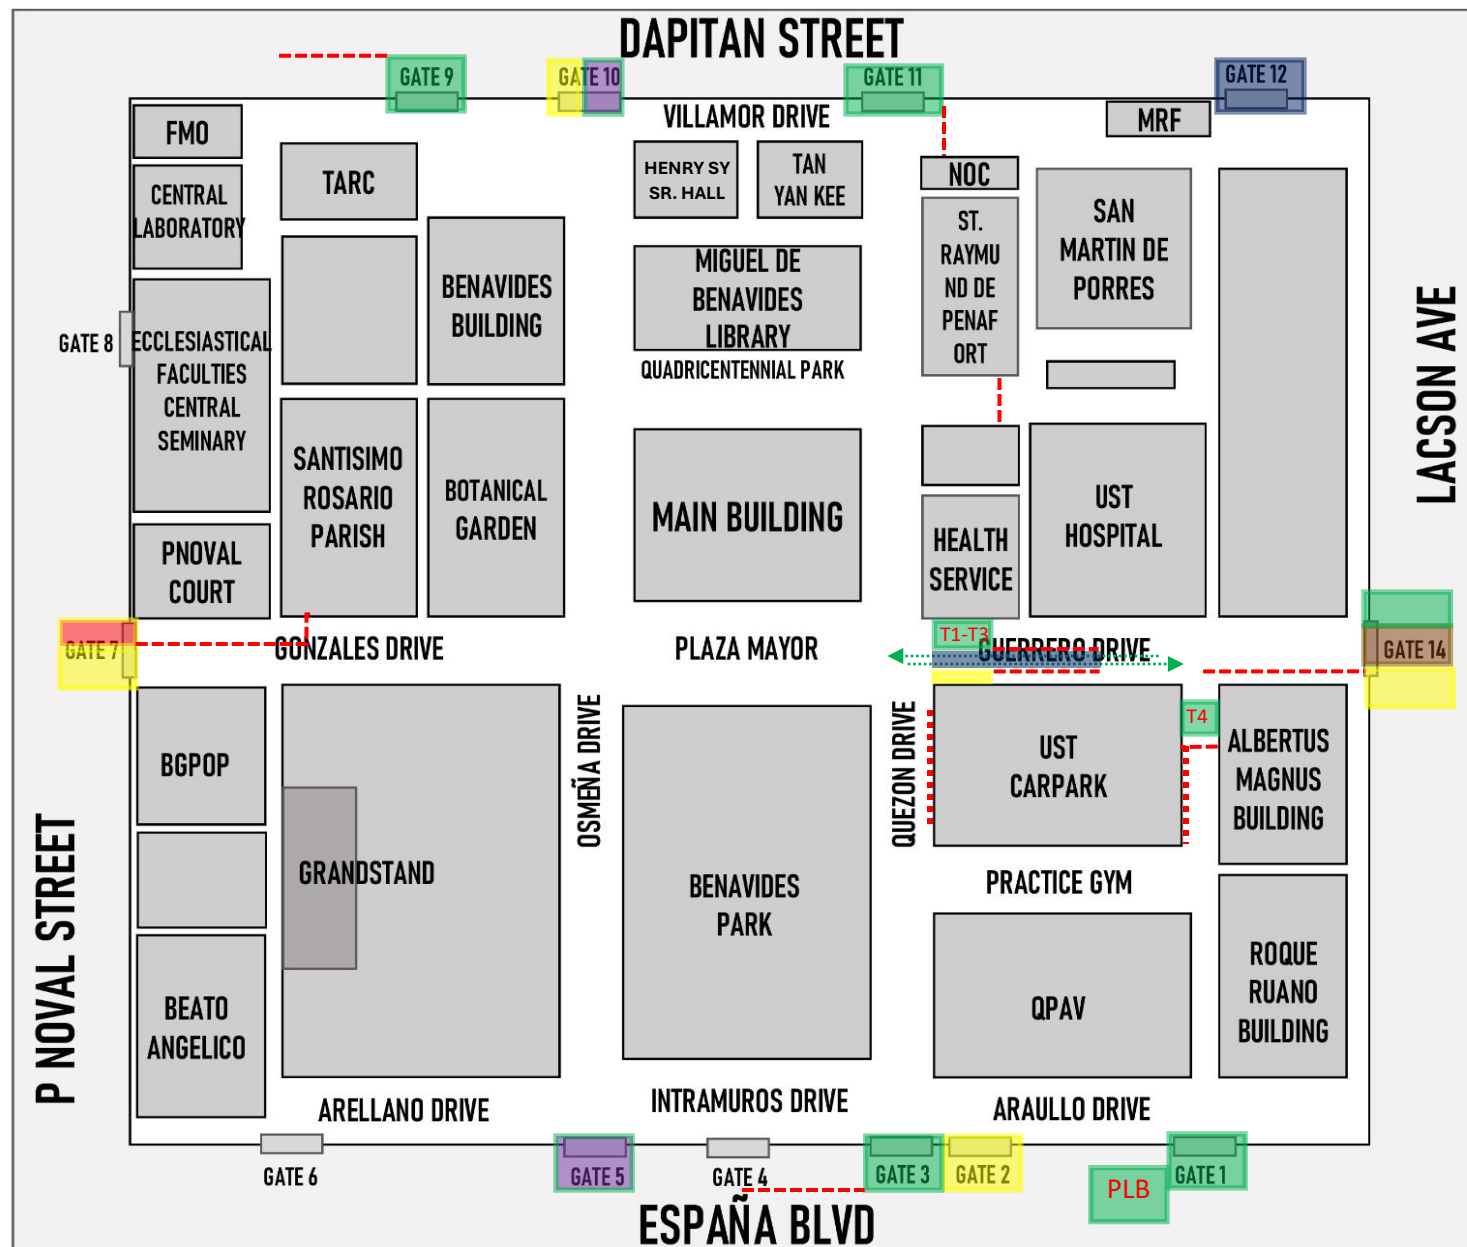 DAPITAN STREET
GATE 9
GATE 10
GATE 11
GATE 12
VILLAMOR DRIVE
FMO
MRF
TARC
HENRY SY
SR. HALL
TAN
YAN KEE
NOC
CENTRAL
LABORATORY
ST.
RAYMU
ND DE
PENAF
ORT
SAN
MARTIN DE
PORRES
BENAVIDES
BUILDING
MIGUEL DE
BENAVIDES
LIBRARY
QUADRICENTENNIAL PARK
GATE 8
ECCLESIASTICAL
FACULTIES
CENTRAL
SEMINARY
LACSON AVE
SANTISIMO
ROSARIO
PARISH
BOTANICAL
GARDEN
MAIN BUILDING
UST
HOSPITAL
PNOVAL
COURT
HEALTH
SERVICE
GATE 7
GONZALES DRIVE
PLAZA MAYOR
T1-T3
GUERRERO DRIVE
GATE 14
OSMEÑA DRIVE
QUEZON DRIVE
T4
BGPOP
UST
CARPARK
ALBERTUS
MAGNUS
BUILDING
P NOVAL STREET
GRANDSTAND
BENAVIDES
PARK
PRACTICE GYM
BEATO
ANGELICO
QPAV
ROQUE
RUANO
BUILDING
ARELLANO DRIVE
INTRAMUROS DRIVE
ARAULLO DRIVE
GATE 6
GATE 5
GATE 4
GATE 3
GATE 2
PLB
GATE 1
ESPAÑA BLVD